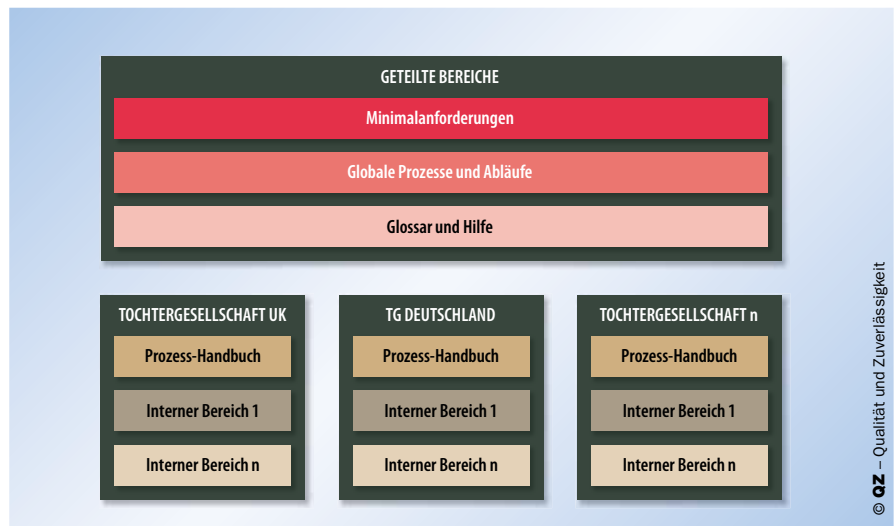 GETEILTE BEREICHE
Minimalanforderungen
Globale Prozesse und Abläufe
Glossar und Hilfe
TOCHTERGESELLSCHAFT UK
Prozess-Handbuch
Interner Bereich 1
Interner Bereich n
TG DEUTSCHLAND
Prozess-Handbuch
Interner Bereich 1
Interner Bereich n
TOCHTERGESELLSCHAFT n
Prozess-Handbuch
Interner Bereich 1
Interner Bereich n
© QZ – Qualität und Zuverlässigkeit